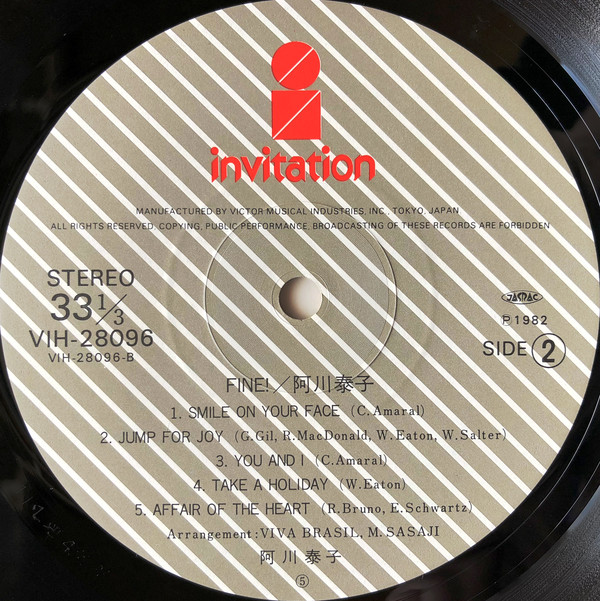 invitation
MANUFACTURED BY VICTOR MUSICAL INDUSTRIES, INC., TOKYO, JAPAN
ALL RIGHTS RESERVED, COPYING, PUBLIC PERFORMANCE, BROADCASTING OF THESE RECORDS ARE FORBIDDEN
STEREO
33 1/3
VIH-28096
VIH-28096-B
JASRAC
Ⓟ1982
SIDE ②
FINE!／阿川泰子
1. SMILE ON YOUR FACE (C.Amaral)
2. JUMP FOR JOY (G.Gil, R.MacDonald, W.Eaton, W.Salter)
3. YOU AND I (C.Amaral)
4. TAKE A HOLIDAY (W.Eaton)
5. AFFAIR OF THE HEART (R.Bruno, E.Schwartz)
Arrangement:VIVA BRASIL, M.SASAJI
阿川泰子
⑤